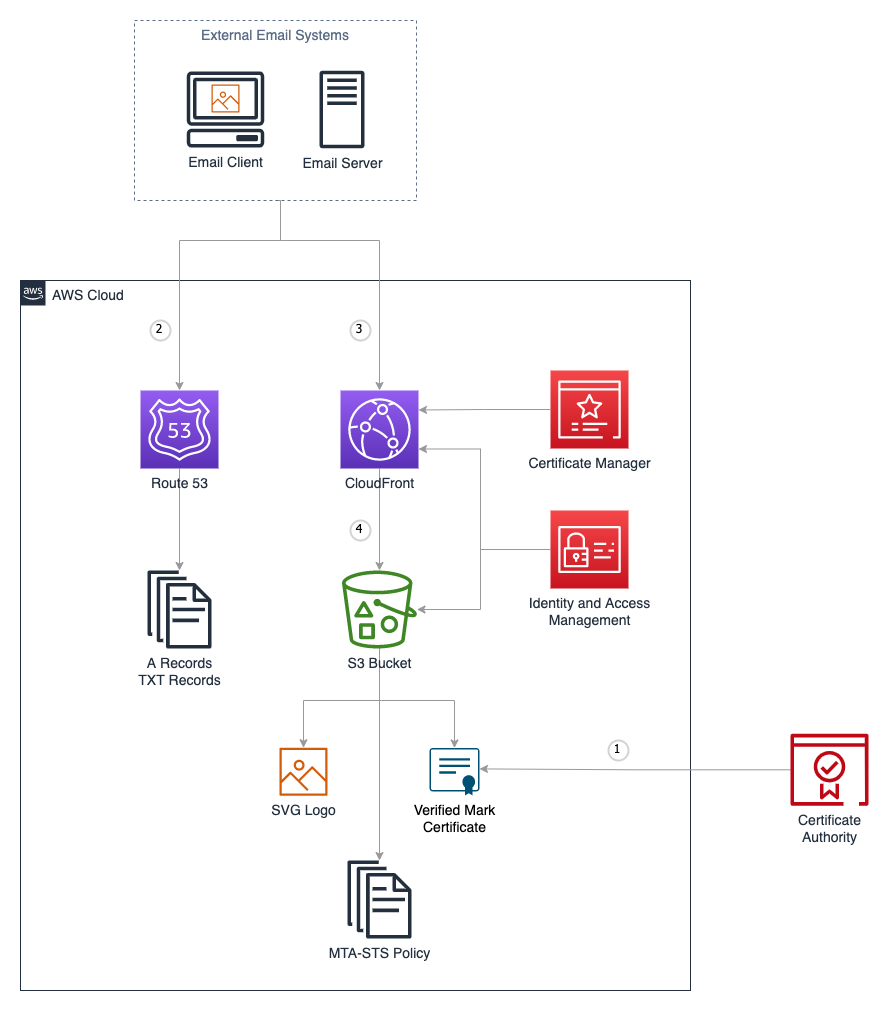 External Email Systems
Email Client
Email Server
aws
AWS Cloud
2
3
53
Route 53
CloudFront
Certificate Manager
4
Identity and Access
Management
A Records
TXT Records
S3 Bucket
1
SVG Logo
Verified Mark
Certificate
Certificate
Authority
MTA-STS Policy